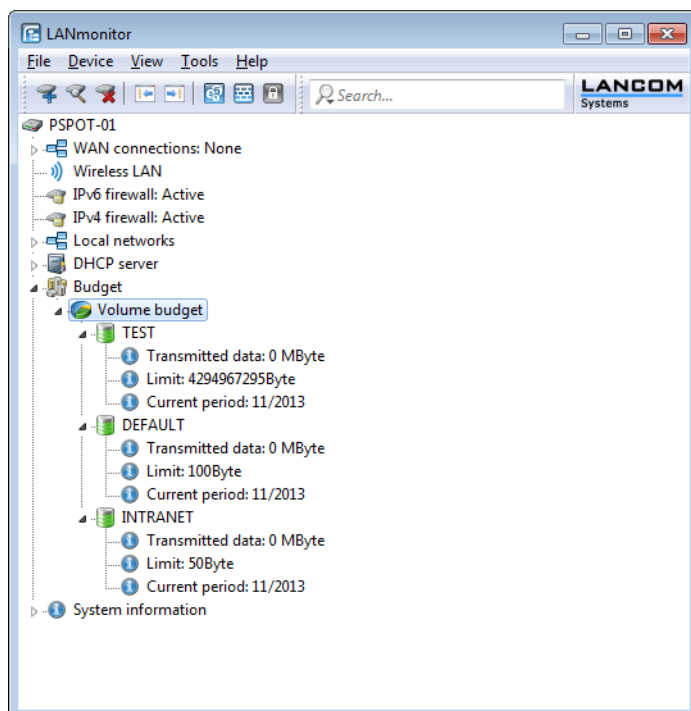 LANmonitor
File Device View Tools Help
Search...
LANCOM
Systems
PSPOT-01
WAN connections: None
Wireless LAN
IPv6 firewall: Active
IPv4 firewall: Active
Local networks
DHCP server
Budget
Volume budget
TEST
Transmitted data: 0 MByte
Limit: 4294967295Byte
Current period: 11/2013
DEFAULT
Transmitted data: 0 MByte
Limit: 100Byte
Current period: 11/2013
INTRANET
Transmitted data: 0 MByte
Limit: 50Byte
Current period: 11/2013
System information